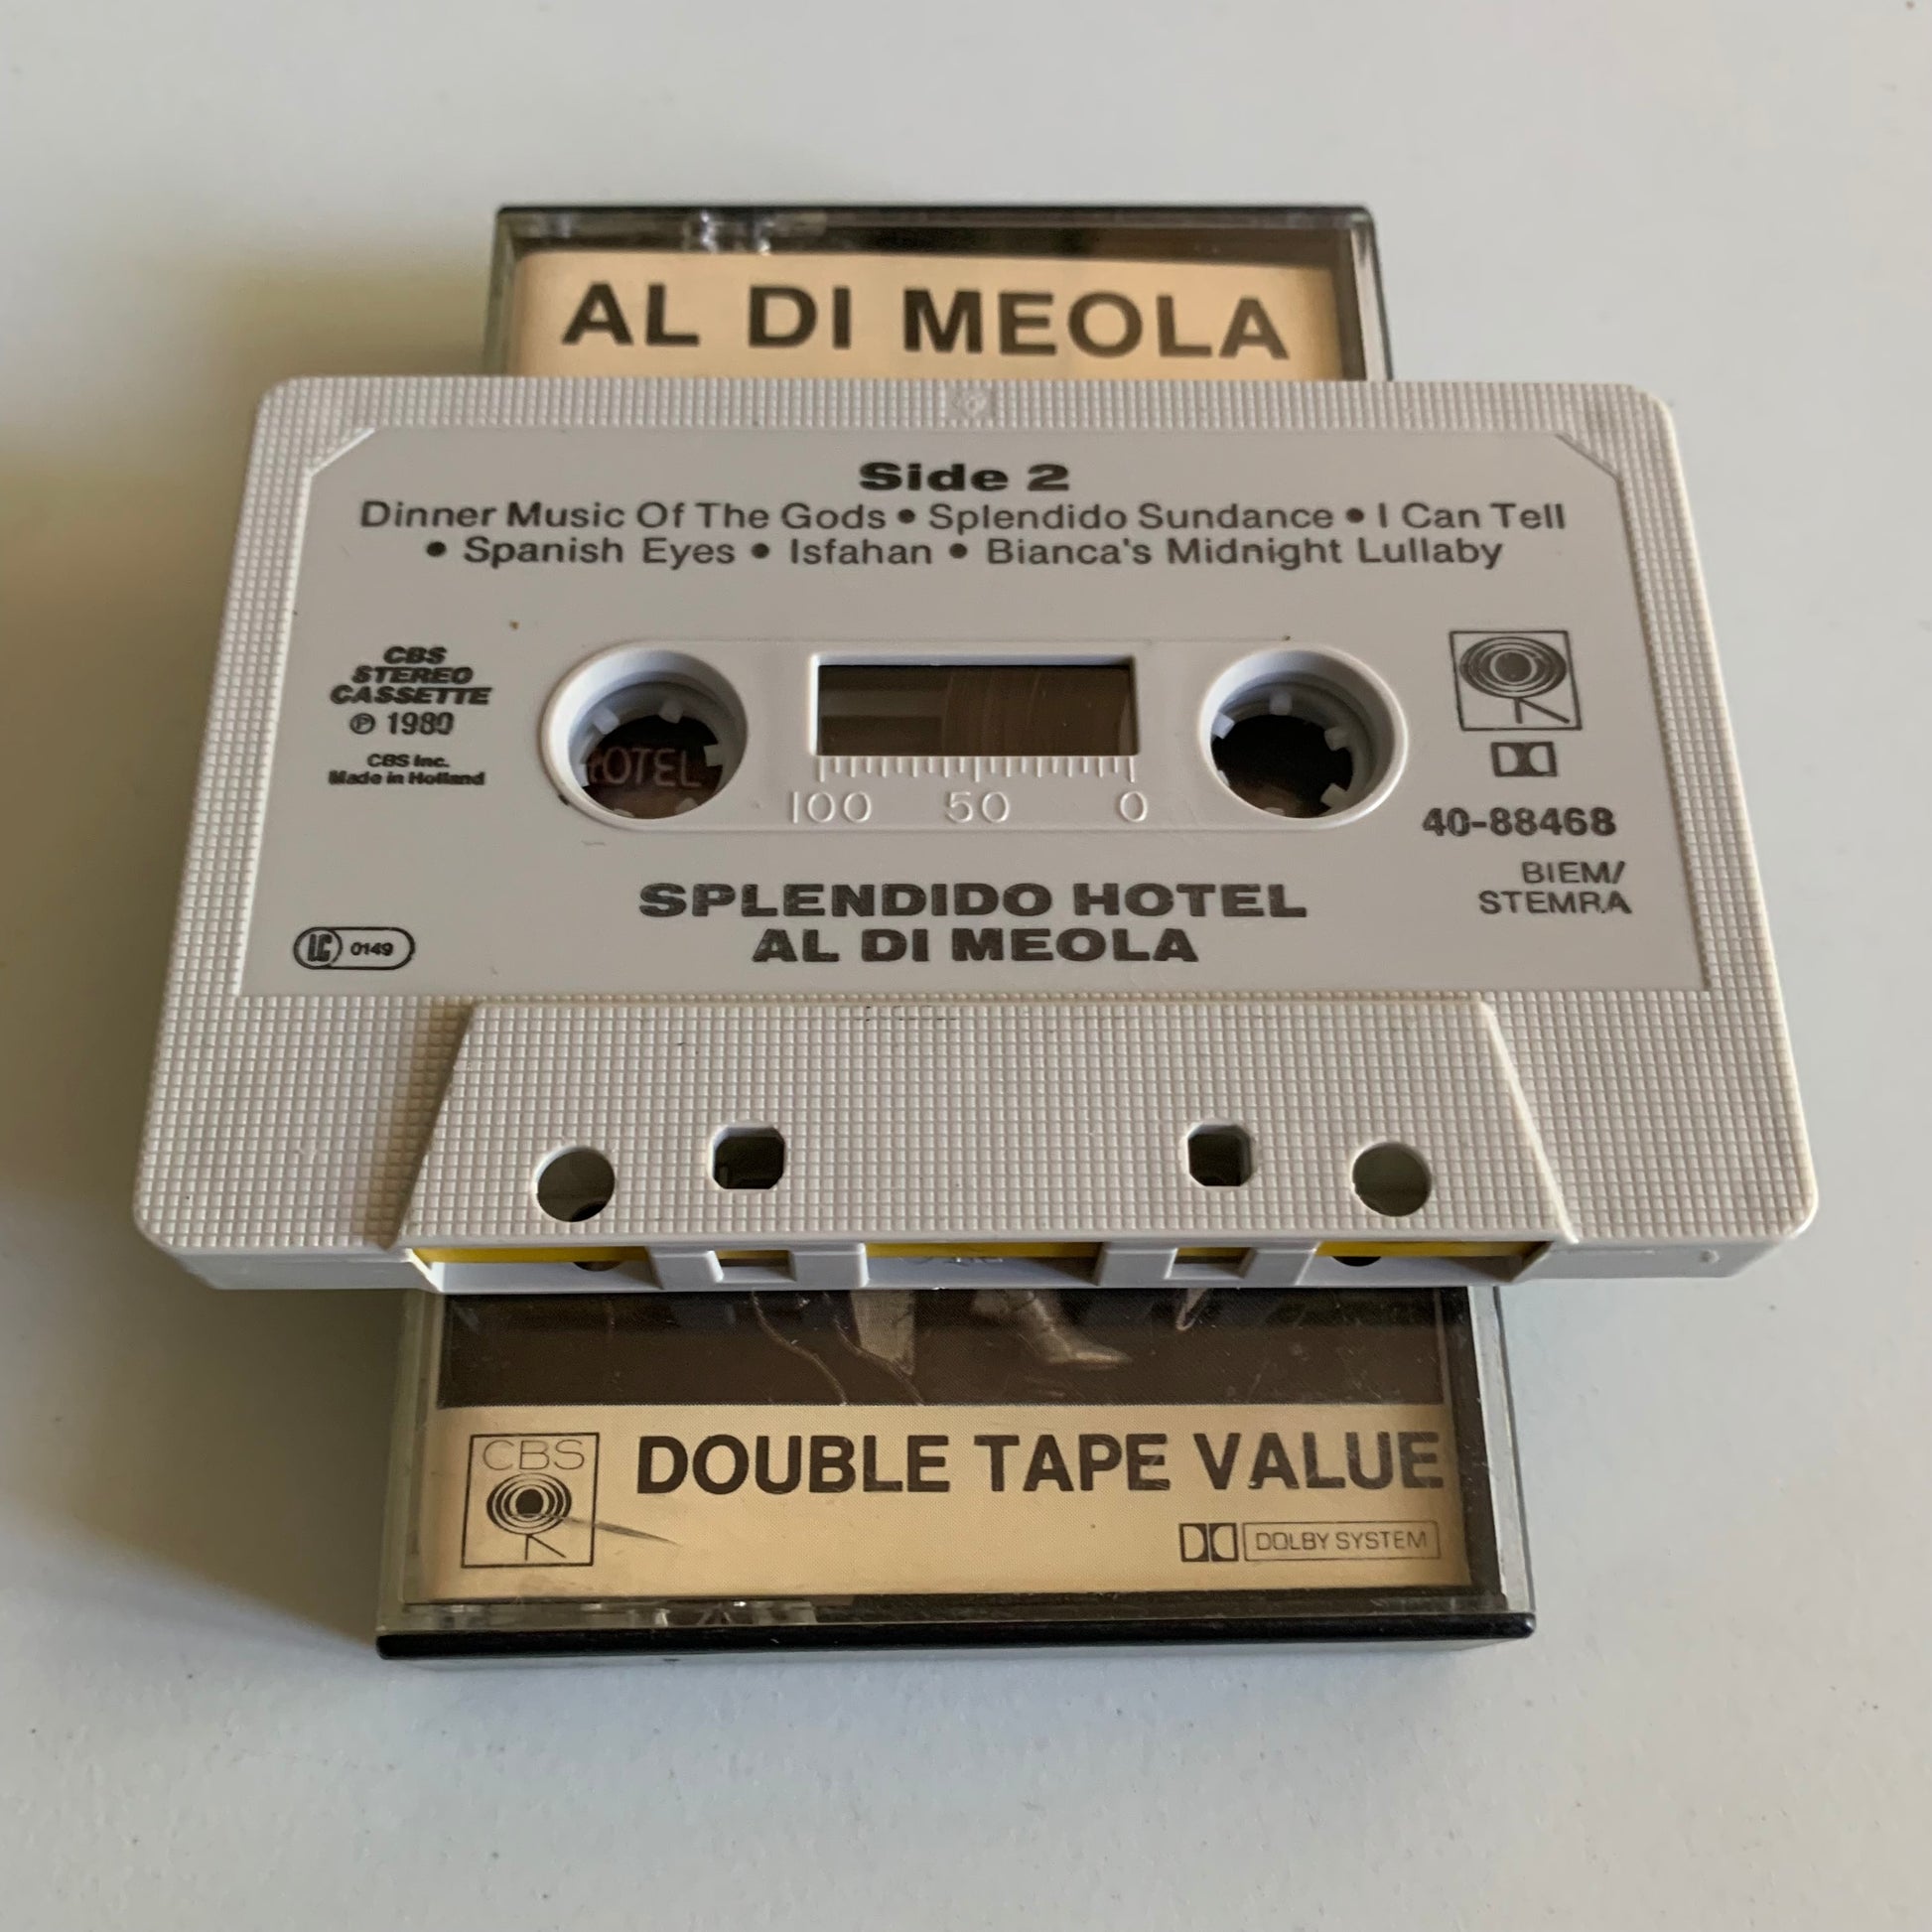 AL DI MEOLA
Side 2
Dinner Music Of The Gods • Splendido Sundance • I Can Tell
• Spanish Eyes • Isfahan • Bianca's Midnight Lullaby
CBS
STEREO
CASSETTE
℗ 1980
CBS Inc.
Made in Holland
OTEL
100 50 0
40-88468
BIEM/
STEMRA
SPLENDIDO HOTEL
AL DI MEOLA
LC 0149
CBS
DOUBLE TAPE VALUE
DOLBY SYSTEM